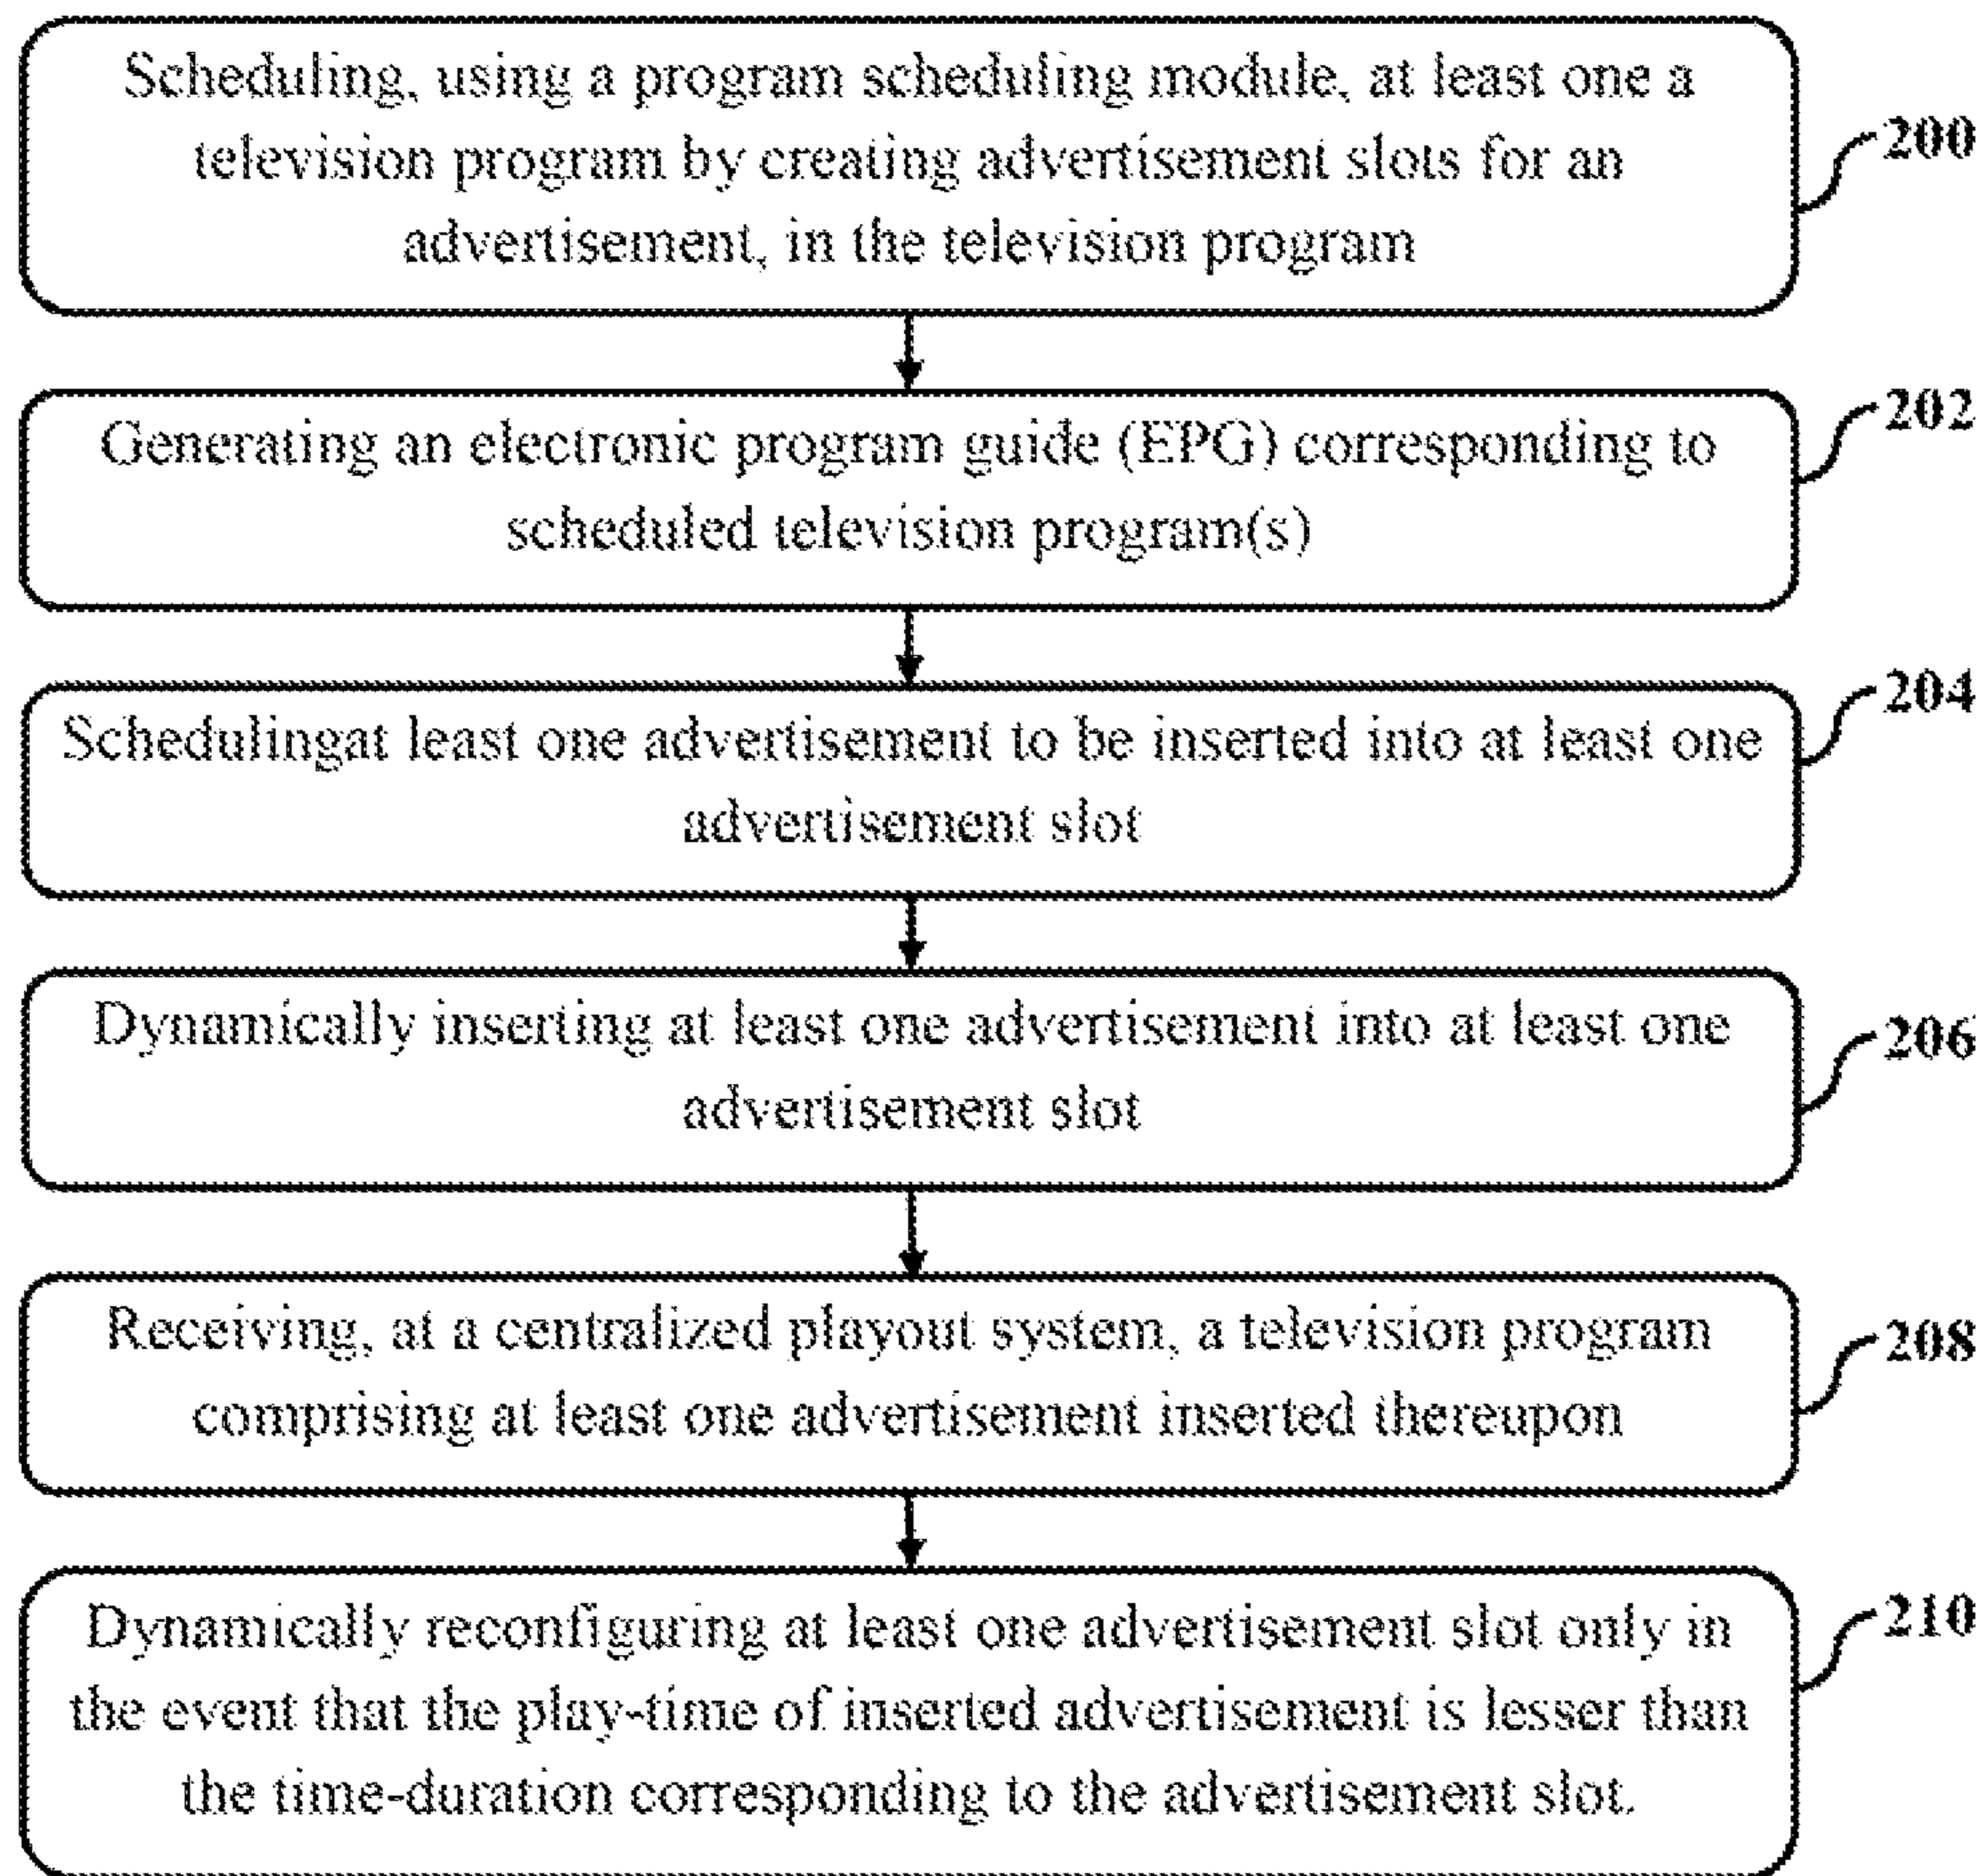 Scheduling, using a program scheduling module, at least one a
television program by creating advertisement slots for an
advertisement, in the television program
200
Generating an electronic program guide (EPG) corresponding to
scheduled television program(s)
202
Schedulingat least one advertisement to be inserted into at least one
advertisement slot
204
Dynamically inserting at least one advertisement into at least one
advertisement slot
206
Receiving, at a centralized playout system, a television program
comprising at least one advertisement inserted thereupon
208
Dynamically reconfiguring at least one advertisement slot only in
the event that the play-time of inserted advertisement is lesser than
the time-duration corresponding to the advertisement slot.
210